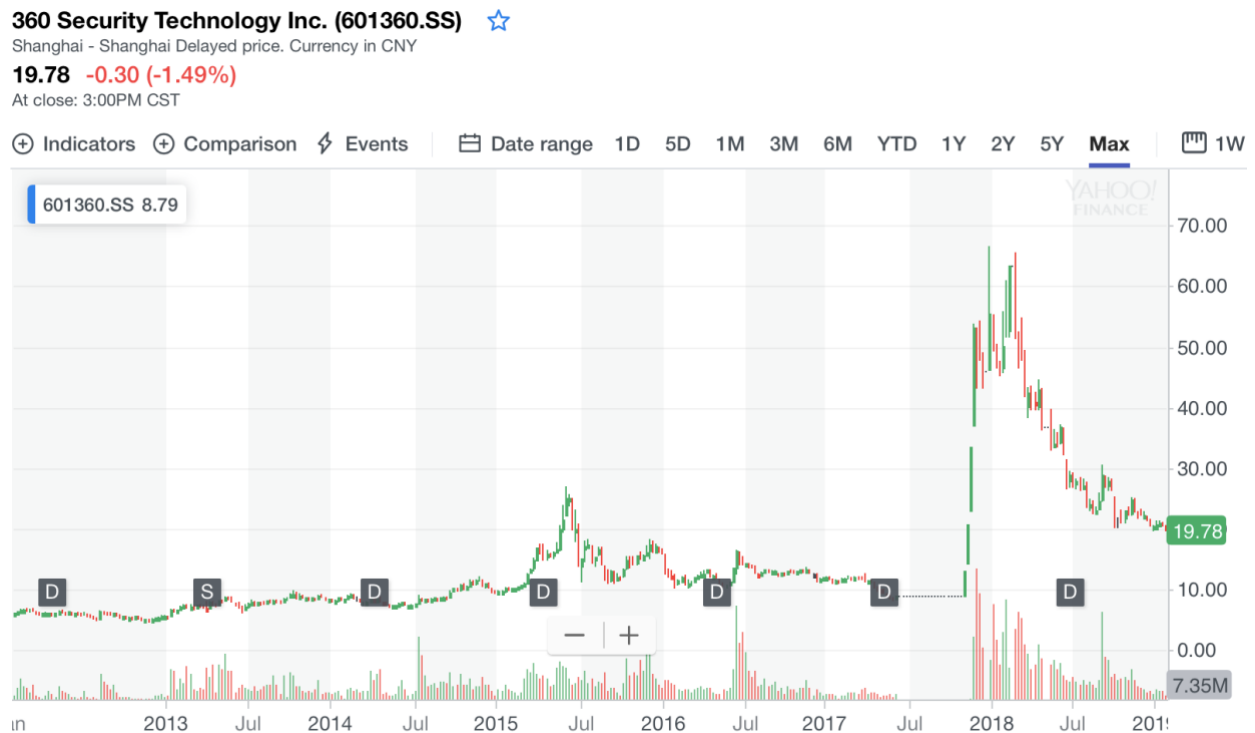 360 Security Technology Inc. (601360.SS)
Shanghai - Shanghai Delayed price. Currency in CNY
19.78 -0.30 (-1.49%)
At close: 3:00PM CST
Indicators Comparison Events Date range 1D 5D 1M 3M 6M YTD 1Y 2Y 5Y Max 1W
601360.SS 8.79
YAHOO!
FINANCE
70.00
60.00
50.00
40.00
30.00
19.78
10.00
0.00
D S D D D D D
7.35M
2013 Jul 2014 Jul 2015 Jul 2016 Jul 2017 Jul 2018 Jul